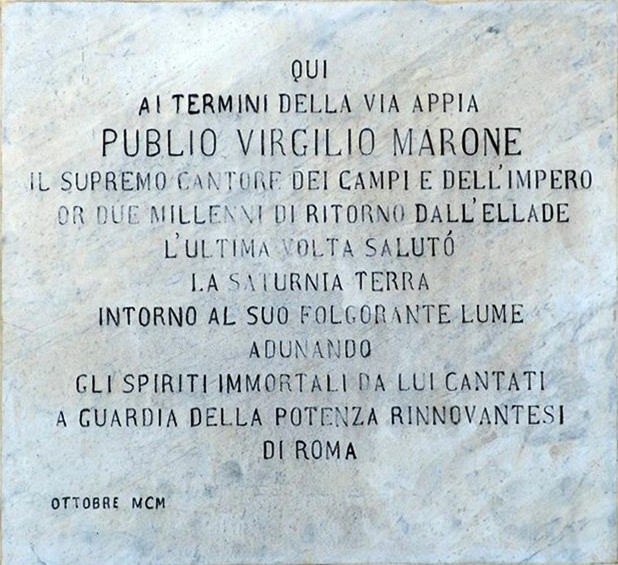 QUI
AI TERMINI DELLA VIA APPIA
PUBLIO VIRGILIO MARONE
IL SUPREMO CANTORE DEI CAMPI E DELL'IMPERO
OR DUE MILLENNI DI RITORNO DALL'ELLADE
L'ULTIMA VOLTA SALUTÓ
LA SATURNIA TERRA
INTORNO AL SUO FOLGORANTE LUME
ADUNANDO
GLI SPIRITI IMMORTALI DA LUI CANTATI
A GUARDIA DELLA POTENZA RINNOVANTESI
DI ROMA
OTTOBRE MCM